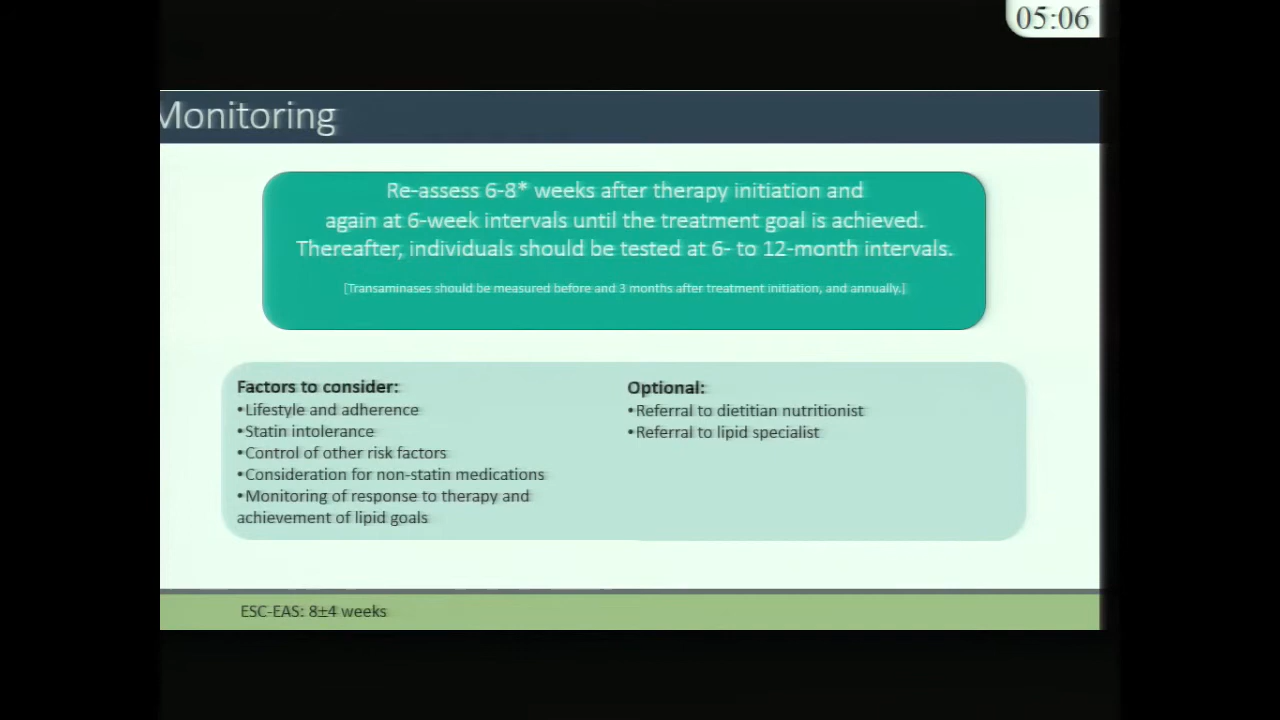 05:06
Monitoring
Re-assess 6-8* weeks after therapy initiation and
again at 6-week intervals until the treatment goal is achieved.
Thereafter, individuals should be tested at 6- to 12-month intervals.
[Transaminases should be measured before and 3 months after treatment initiation, and annually.]
Factors to consider:
•Lifestyle and adherence
•Statin intolerance
•Control of other risk factors
•Consideration for non-statin medications
•Monitoring of response to therapy and
achievement of lipid goals
Optional:
•Referral to dietitian nutritionist
•Referral to lipid specialist
ESC-EAS: 8±4 weeks